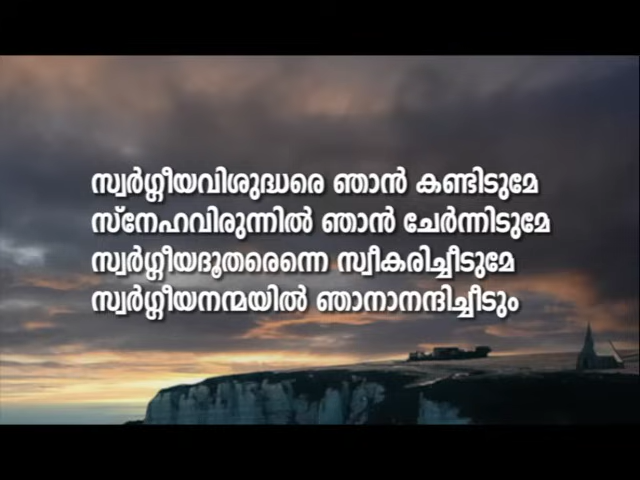 സ്വർഗ്ഗീയവിശുദ്ധരെ ഞാൻ കണ്ടിടുമേ
സ്നേഹവിരുന്നിൽ ഞാൻ ചേർന്നിടുമേ
സ്വർഗ്ഗീയദൂതരെന്നെ സ്വീകരിച്ചീടുമേ
സ്വർഗ്ഗീയനന്മയിൽ ഞാനാനന്ദിച്ചീടും